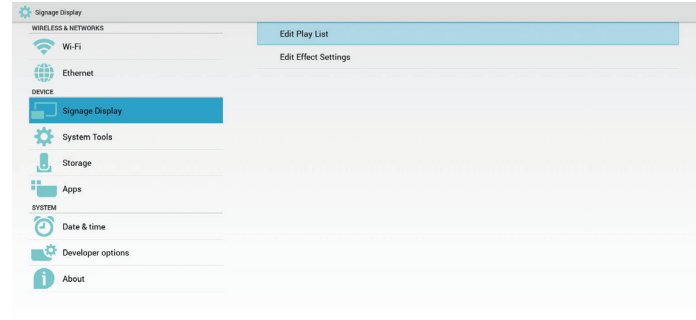 Signage Display
WIRELESS & NETWORKS
Wi-Fi
Ethernet
DEVICE
Signage Display
System Tools
Storage
Apps
SYSTEM
Date & time
Developer options
About
Edit Play List
Edit Effect Settings